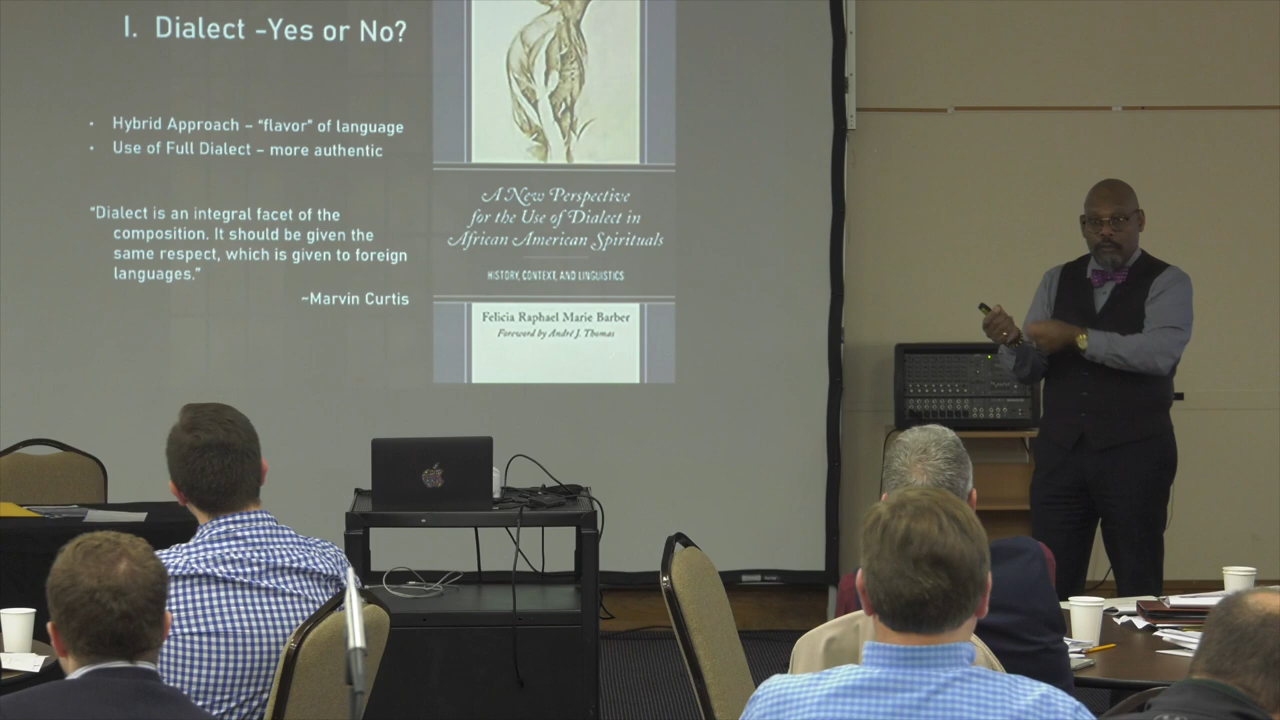 I. Dialect -Yes or No?
• Hybrid Approach – “flavor” of language
• Use of Full Dialect – more authentic
“Dialect is an integral facet of the
composition. It should be given the
same respect, which is given to foreign
languages.”
~Marvin Curtis
A New Perspective
for the Use of Dialect in
African American Spirituals
HISTORY, CONTEXT, AND LINGUISTICS
Felicia Raphael Marie Barber
Foreword by André J. Thomas